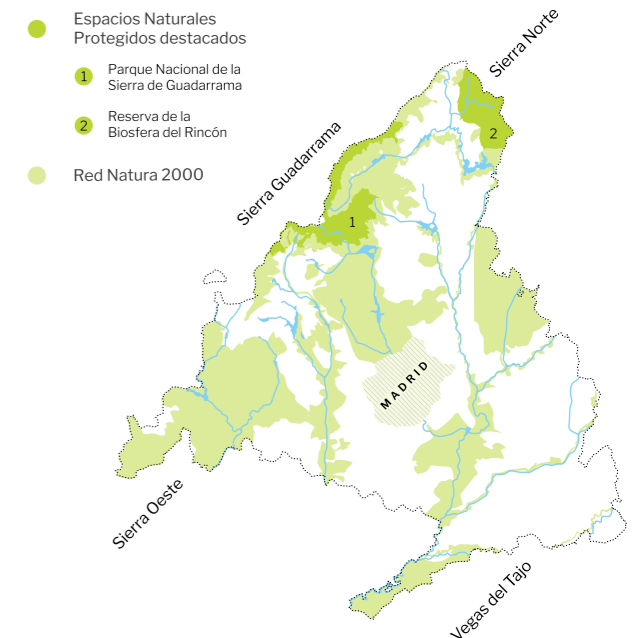 Espacios Naturales
Protegidos destacados
1
Parque Nacional de la
Sierra de Guadarrama
2
Reserva de la
Biosfera del Rincón
Red Natura 2000
Sierra Norte
2
Sierra Guadarrama
1
MADRID
Sierra Oeste
Vegas del Tajo